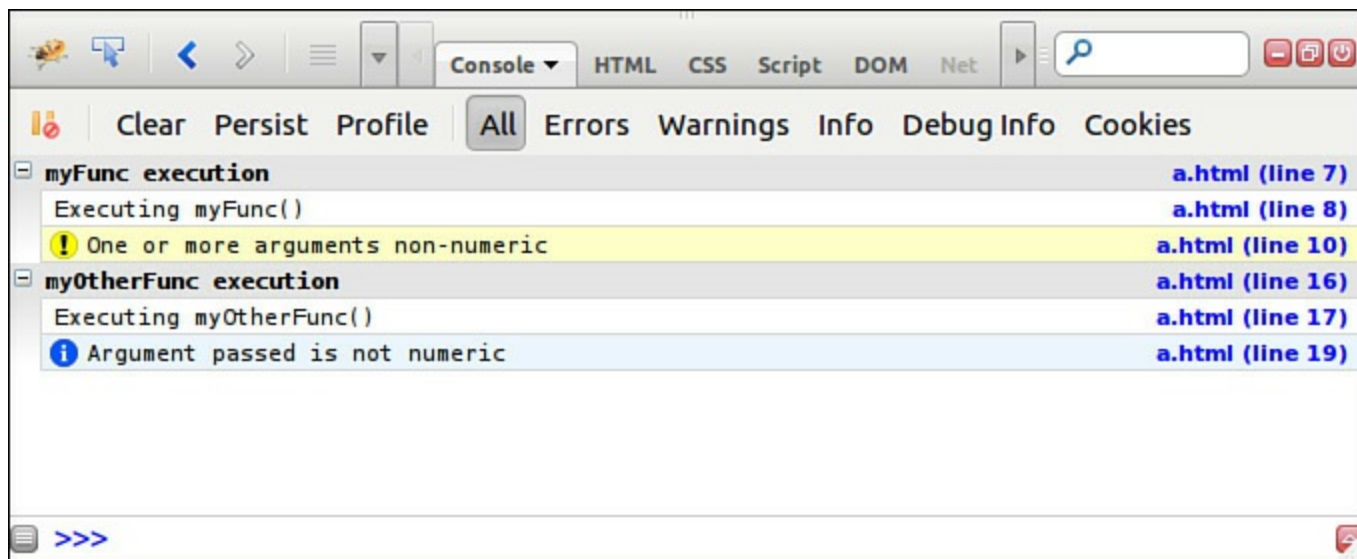 Console HTML CSS Script DOM Net
Clear Persist Profile All Errors Warnings Info Debug Info Cookies
myFunc execution a.html (line 7)
Executing myFunc() a.html (line 8)
One or more arguments non-numeric a.html (line 10)
myOtherFunc execution a.html (line 16)
Executing myOtherFunc() a.html (line 17)
Argument passed is not numeric a.html (line 19)
>>>